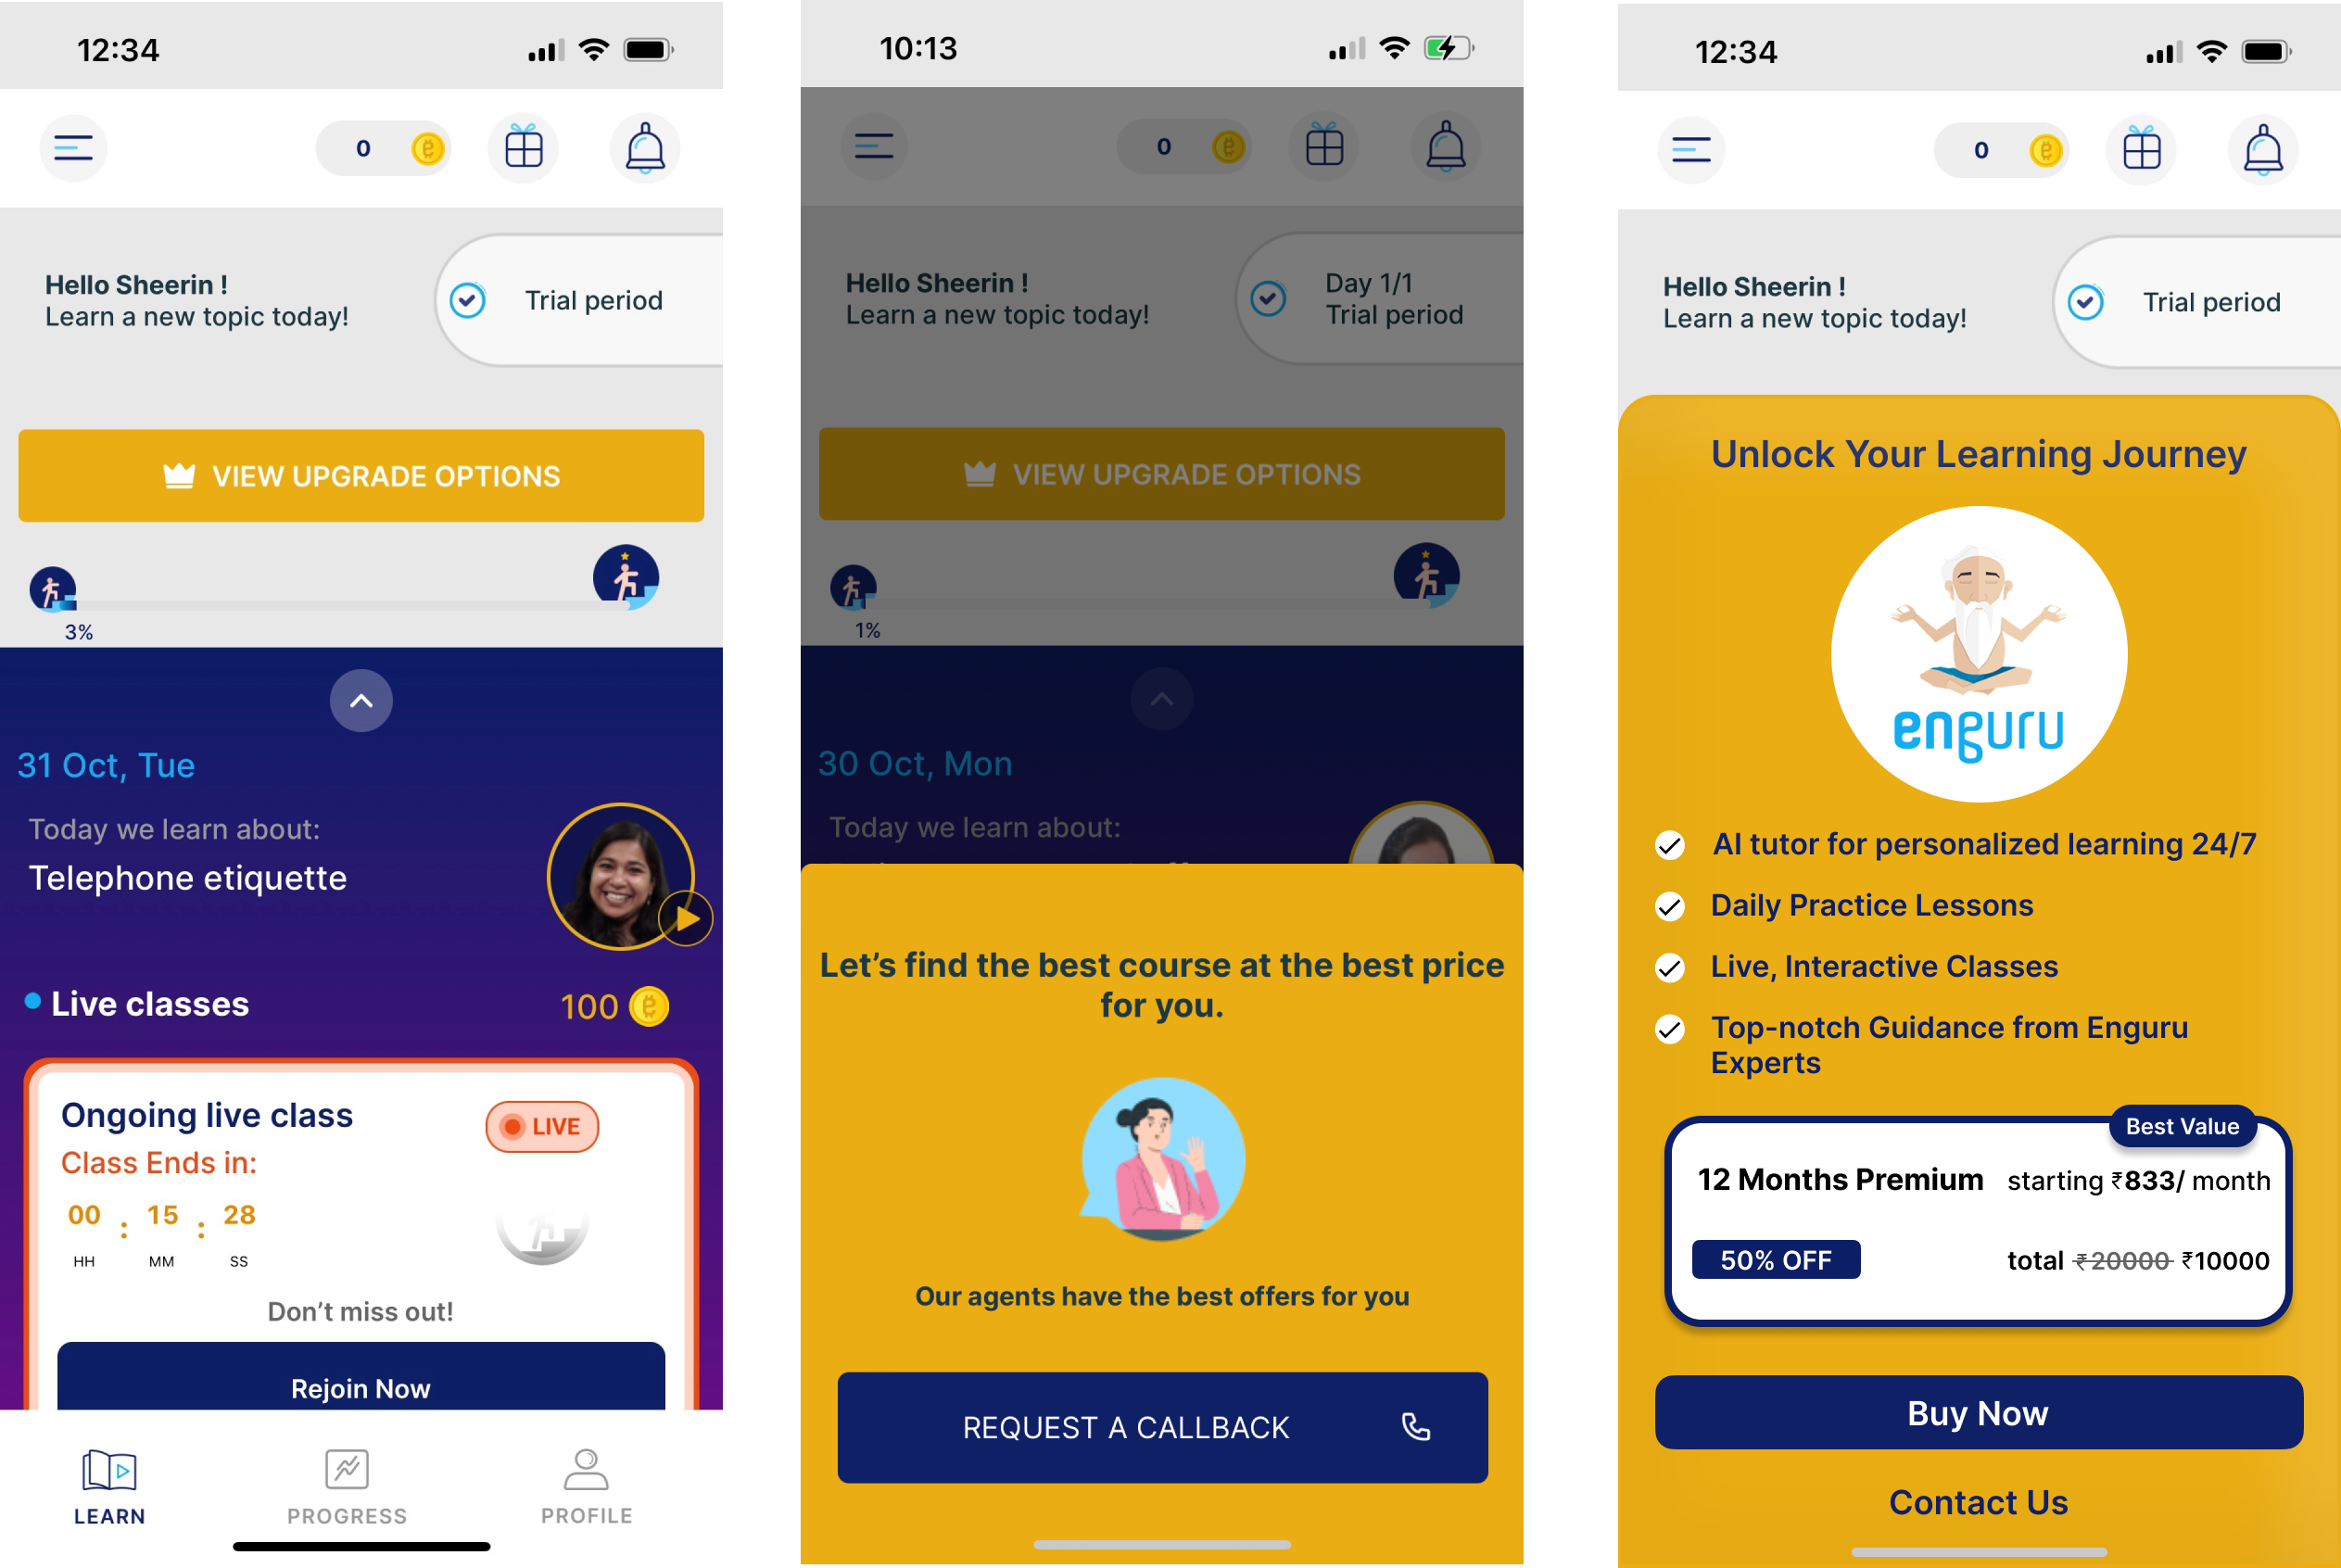 12:34
0
Hello Sheerin !
Learn a new topic today!
Trial period
VIEW UPGRADE OPTIONS
3%
31 Oct, Tue
Today we learn about:
Telephone etiquette
Live classes
100
Ongoing live class
LIVE
Class Ends in:
00 : 15 : 28
HH MM SS
Don’t miss out!
Rejoin Now
LEARN
PROGRESS
PROFILE
10:13
0
Hello Sheerin !
Learn a new topic today!
Day 1/1
Trial period
VIEW UPGRADE OPTIONS
1%
30 Oct, Mon
Today we learn about:
Let’s find the best course at the best price
for you.
Our agents have the best offers for you
REQUEST A CALLBACK
12:34
0
Hello Sheerin !
Learn a new topic today!
Trial period
Unlock Your Learning Journey
enguru
AI tutor for personalized learning 24/7
Daily Practice Lessons
Live, Interactive Classes
Top-notch Guidance from Enguru
Experts
Best Value
12 Months Premium starting ₹833/ month
50% OFF total ₹20000 ₹10000
Buy Now
Contact Us